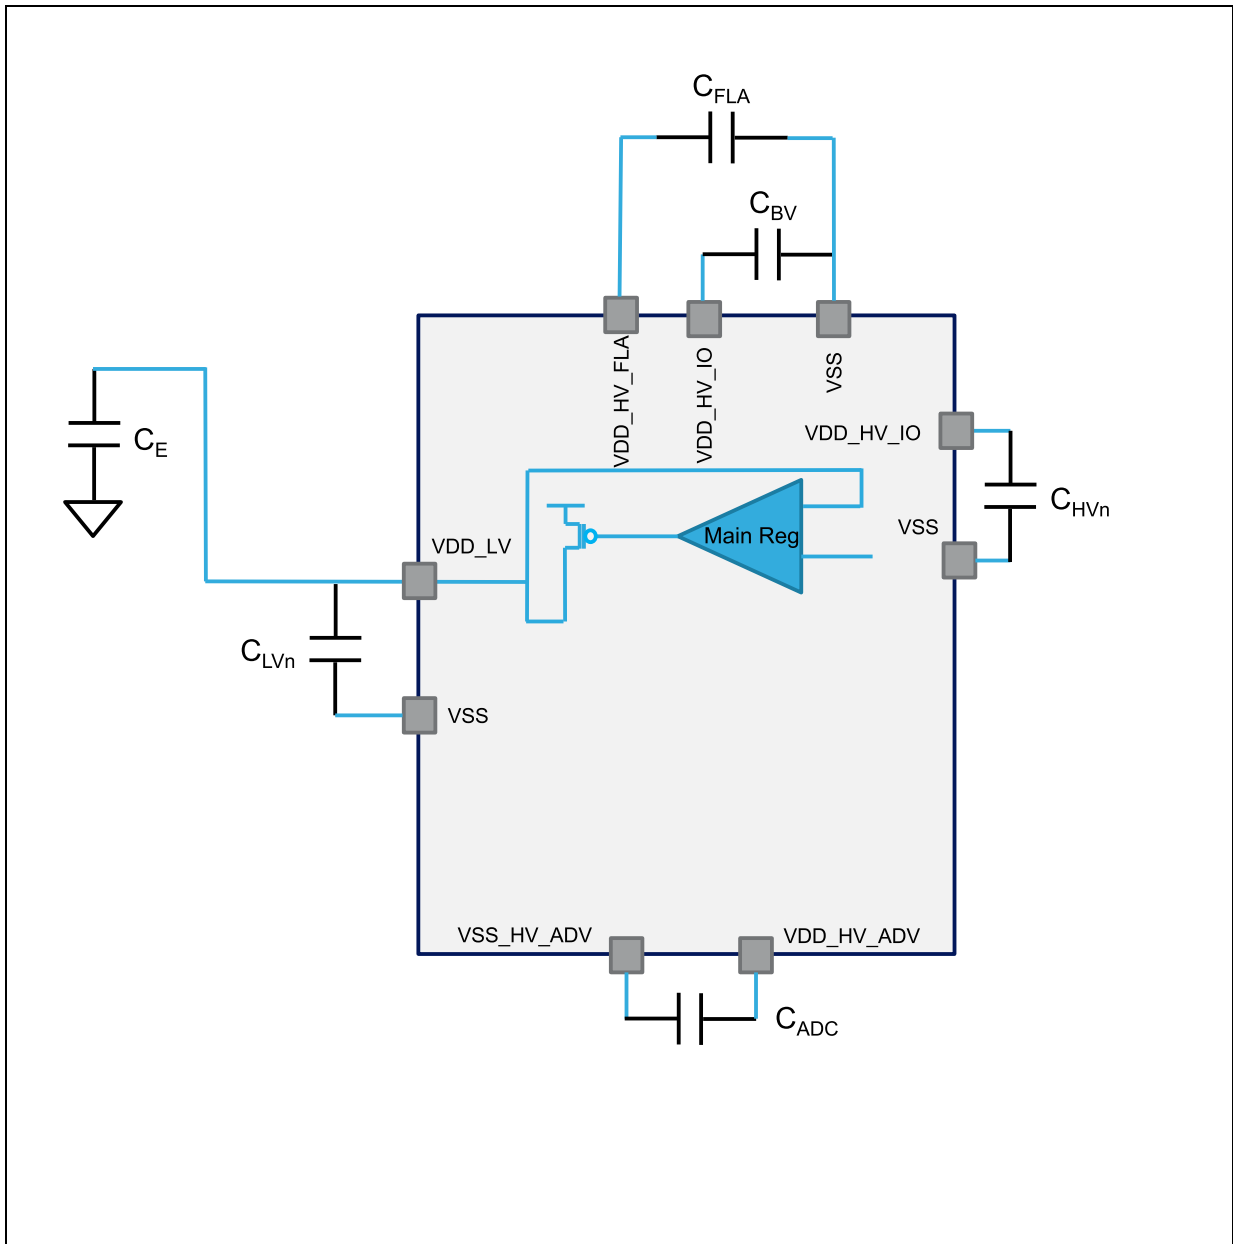 CFLA
CBV
VDD_HV_FLA
VDD_HV_IO
VSS
CE
VDD_HV_IO
CHVn
VSS
Main Reg
VDD_LV
CLVn
VSS
VSS_HV_ADV
VDD_HV_ADV
CADC